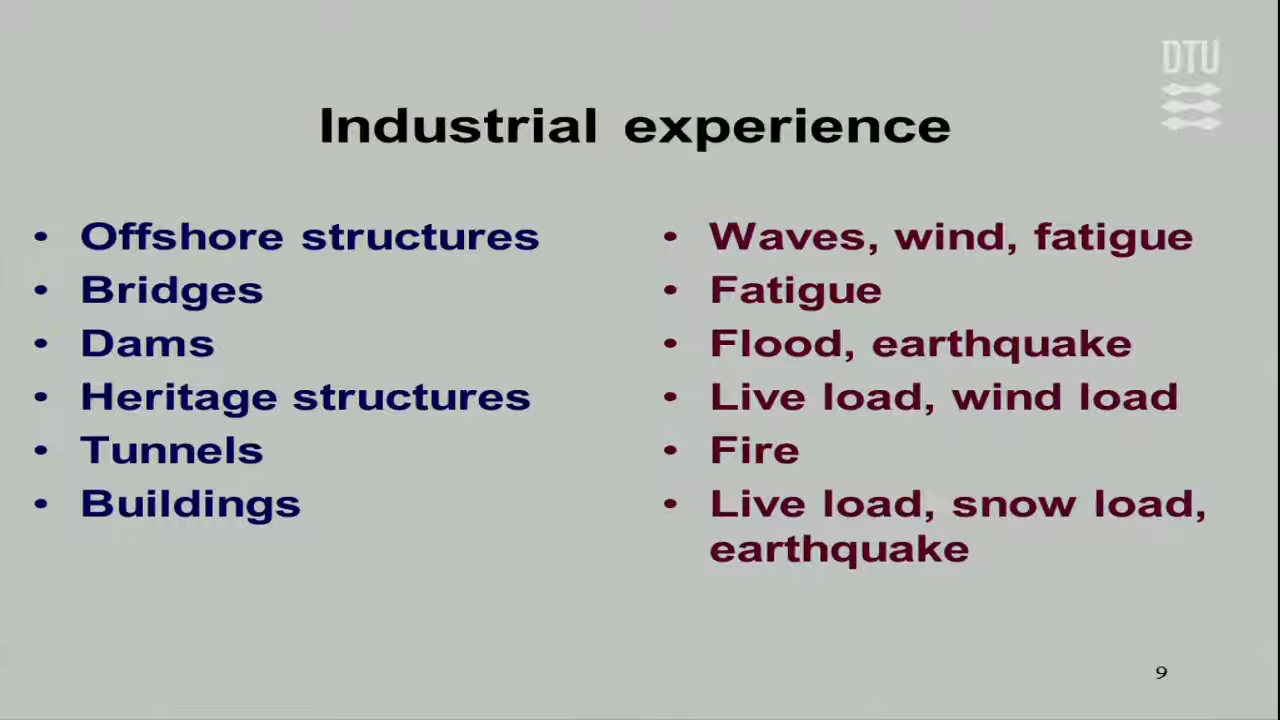 DTU
Industrial experience
• Offshore structures
• Bridges
• Dams
• Heritage structures
• Tunnels
• Buildings
• Waves, wind, fatigue
• Fatigue
• Flood, earthquake
• Live load, wind load
• Fire
• Live load, snow load,
earthquake
9